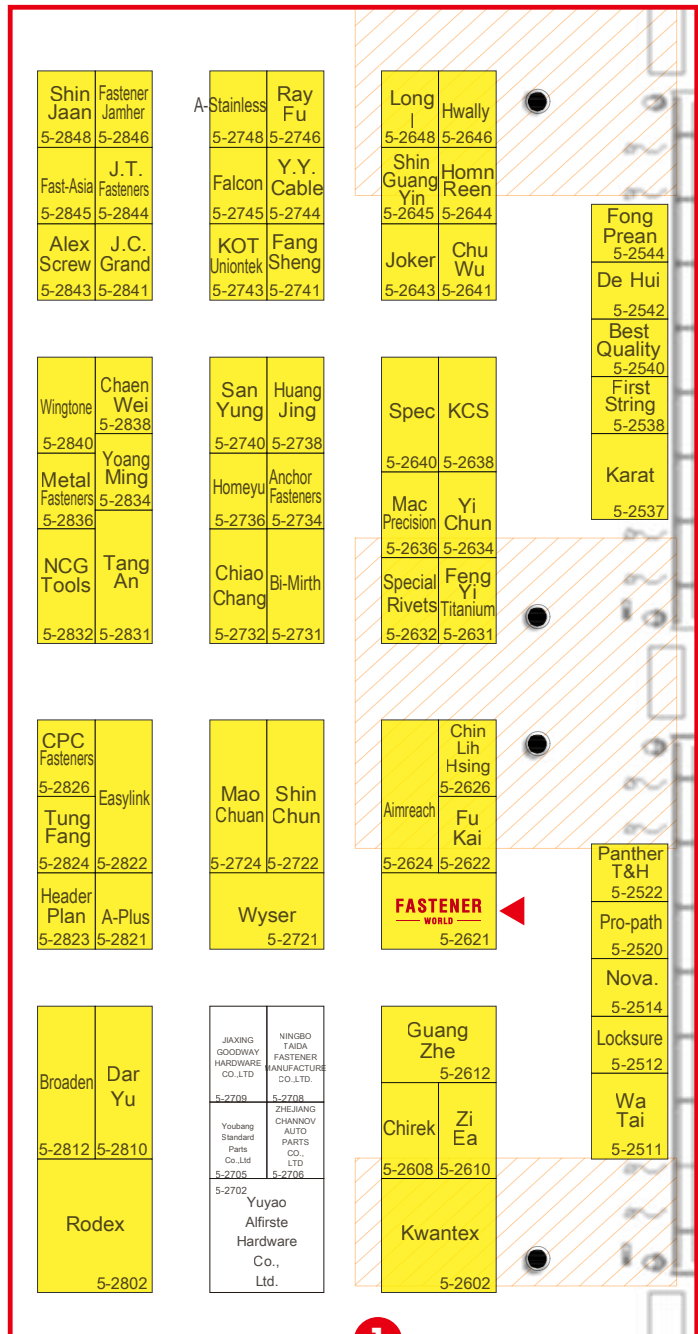 Shin
Jaan
5-2848
Fastener
Jamher
5-2846
Fast-Asia
5-2845
J.T.
Fasteners
5-2844
Alex
Screw
5-2843
J.C.
Grand
5-2841
A-Stainless
5-2748
Ray
Fu
5-2746
Falcon
5-2745
Y.Y.
Cable
5-2744
KOT
Uniontek
5-2743
Fang
Sheng
5-2741
Long
I
5-2648
Hwally
5-2646
Shin
Guang
Yin
5-2645
Homn
Reen
5-2644
Joker
5-2643
Chu
Wu
5-2641
Fong
Prean
5-2544
De Hui
5-2542
Best
Quality
5-2540
First
String
5-2538
Karat
5-2537
Wingtone
5-2840
Chaen
Wei
5-2838
Metal
Fasteners
5-2836
Yoang
Ming
5-2834
NCG
Tools
5-2832
Tang
An
5-2831
San
Yung
5-2740
Huang
Jing
5-2738
Homeyu
5-2736
Anchor
Fasteners
5-2734
Chiao
Chang
5-2732
Bi-Mirth
5-2731
Spec
5-2640
KCS
5-2638
Mac
Precision
5-2636
Yi
Chun
5-2634
Special
Rivets
5-2632
Feng
Yi
Titanium
5-2631
CPC
Fasteners
5-2826
Easylink
5-2822
Tung
Fang
5-2824
Header
Plan
5-2823
A-Plus
5-2821
Mao
Chuan
5-2724
Shin
Chun
5-2722
Wyser
5-2721
Aimreach
5-2624
Chin
Lih
Hsing
5-2626
Fu
Kai
5-2622
FASTENER
WORLD
5-2621
Panther
T&H
5-2522
Pro-path
5-2520
Nova.
5-2514
Locksure
5-2512
Wa
Tai
5-2511
Broaden
5-2812
Dar
Yu
5-2810
Rodex
5-2802
JIAXING
GOODWAY
HARDWARE
CO.,LTD
5-2709
NINGBO
TAIDA
FASTENER
MANUFACTURE
CO.,LTD.
5-2708
Youbang
Standard
Parts
Co.,Ltd
5-2705
ZHEJIANG
CHANNOV
AUTO
PARTS
CO.,
LTD
5-2706
5-2702
Yuyao
Alfirste
Hardware
Co.,
Ltd.
Guang
Zhe
5-2612
Chirek
5-2608
Zi
Ea
5-2610
Kwantex
5-2602